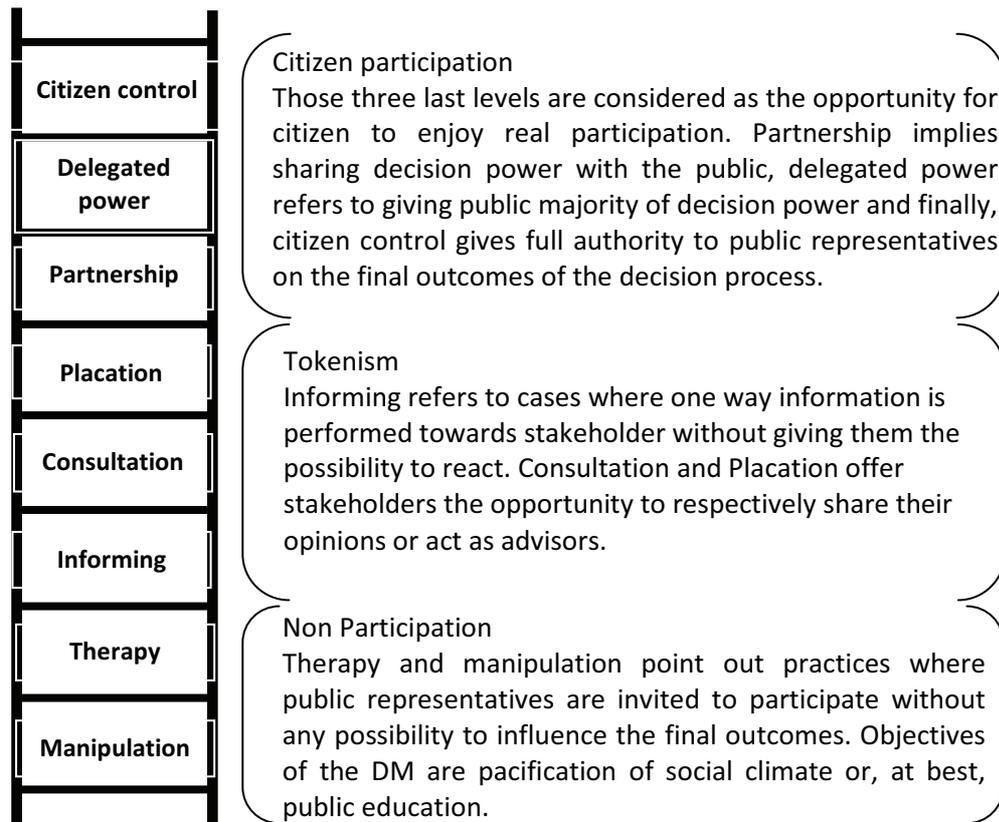 Citizen control
Delegated
power
Partnership
Placation
Consultation
Informing
Therapy
Manipulation
Citizen participation
Those three last levels are considered as the opportunity for
citizen to enjoy real participation. Partnership implies
sharing decision power with the public, delegated power
refers to giving public majority of decision power and finally,
citizen control gives full authority to public representatives
on the final outcomes of the decision process.
Tokenism
Informing refers to cases where one way information is
performed towards stakeholder without giving them the
possibility to react. Consultation and Placation offer
stakeholders the opportunity to respectively share their
opinions or act as advisors.
Non Participation
Therapy and manipulation point out practices where
public representatives are invited to participate without
any possibility to influence the final outcomes. Objectives
of the DM are pacification of social climate or, at best,
public education.